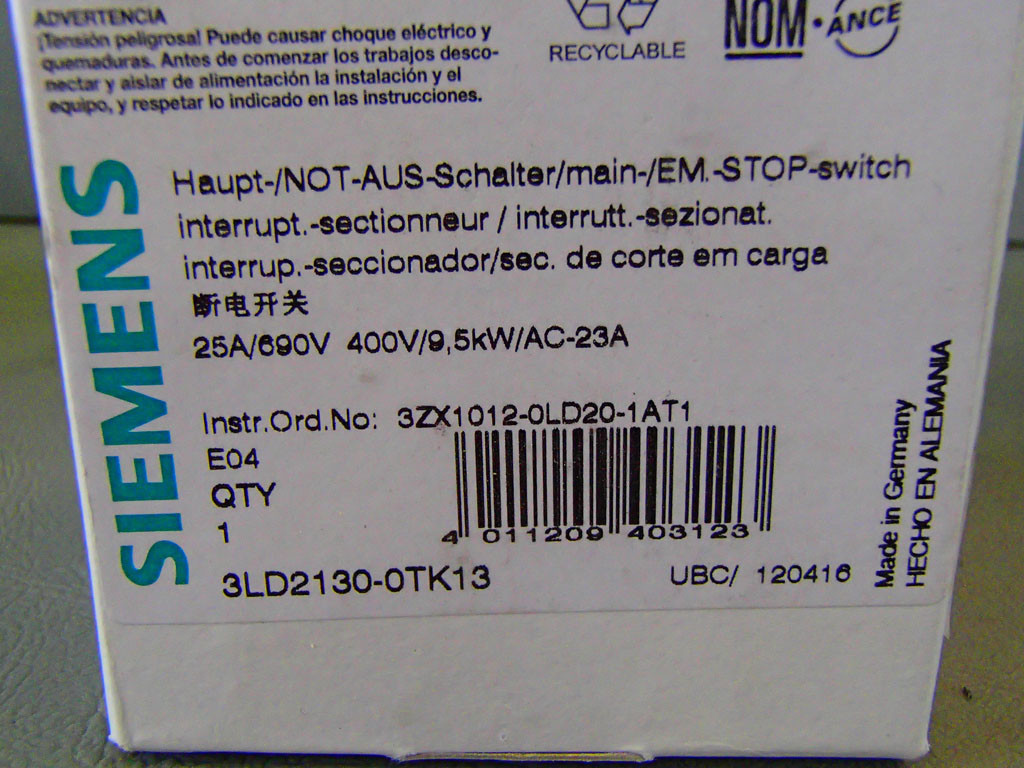 ADVERTENCIA
¡Tensión peligrosa! Puede causar choque eléctrico y
quemaduras. Antes de comenzar los trabajos desco-
nectar y aislar de alimentación la instalación y el
equipo, y respetar lo indicado en las instrucciones.
RECYCLABLE
NOM·ANCE
SIEMENS
Haupt-/NOT-AUS-Schalter/main-/EM.-STOP-switch
interrupt.-sectionneur / interrutt.-sezionat.
interrup.-seccionador/sec. de corte em carga
断电开关
25A/690V 400V/9,5kW/AC-23A
Instr.Ord.No: 3ZX1012-0LD20-1AT1
E04
QTY
1
4 011209 403123
3LD2130-0TK13
UBC/ 120416
Made in Germany
HECHO EN ALEMANIA